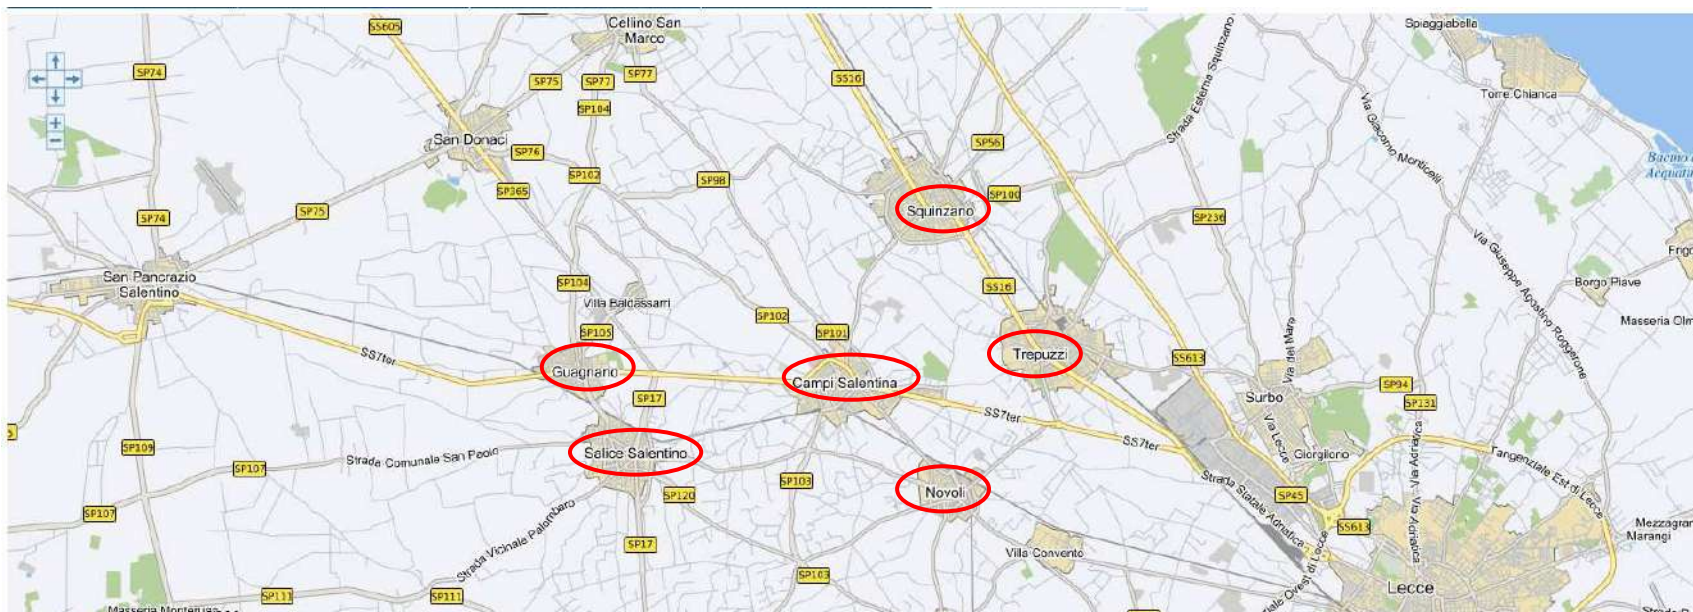 Cellino San
Marco
Spiaggiabella
SS605
SP74
SP75
SP77
SP77
SS16
Torre Chianca
SP104
Strada Esterna Squinzano
Via Giacomo Monticelli
San Donaci
SP76
SP56
SP365
SP102
SP98
SP100
Squinzano
SP75
SP74
SP236
San Pancrazio
Salentino
SP104
SS16
Borgo Piave
Villa Baldassarri
SP102
SP105
SP101
Via Giuseppe Agostino Roggerone
Via del Mare
SS7ter
Trepuzzi
SS613
Guagnano
Campi Salentina
SP94
SP17
Surbo
SP131
SS7ter
SS7ter
Via Lecce
Via Adriatica
Via Adriatica
Salice Salentino
Strada Comunale San Paolo
Giorgilorio
Tangenziale Est di Lecce
SP109
SP107
SP103
SP120
Novoli
SP45
Strada Statale Adriatica
SP107
SS613
Strada Vicinale Palombaro
SP17
Villa Convento
Marangi
SP103
Lecce
SP111
SP111